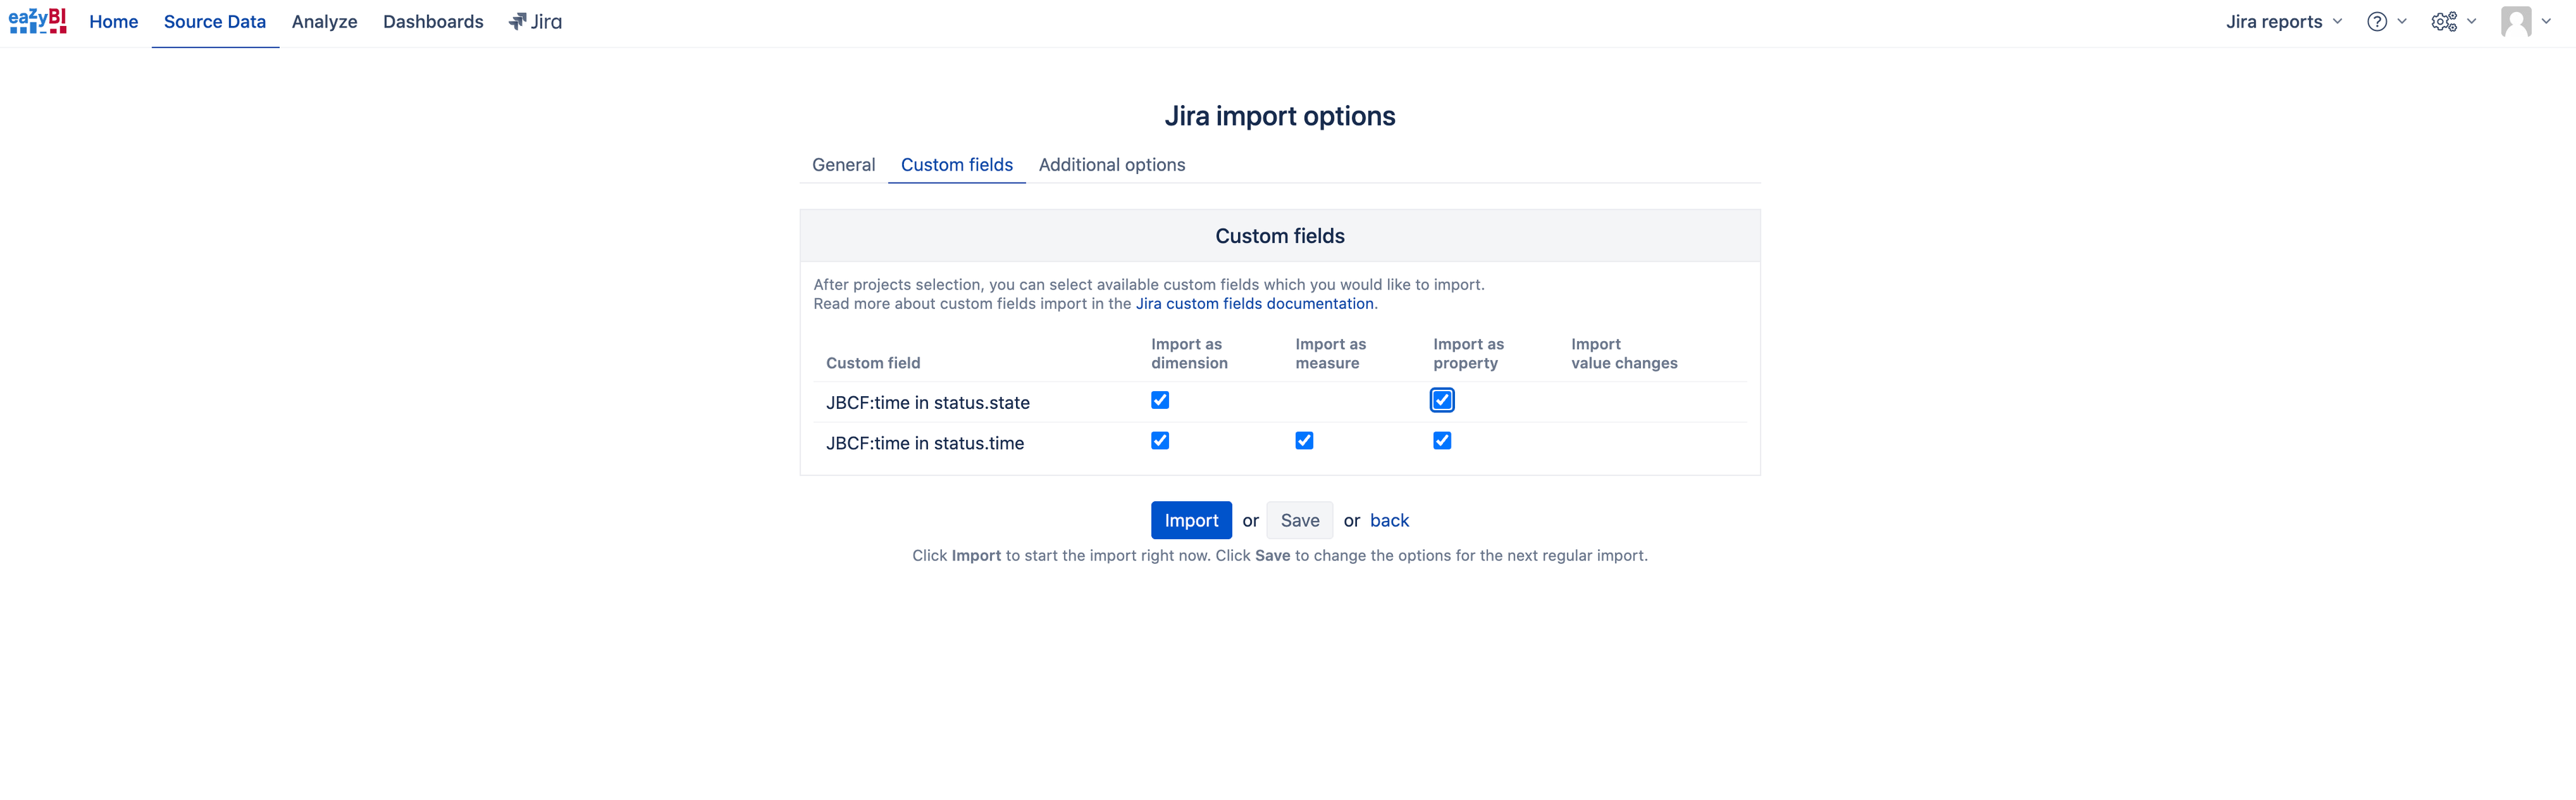 eazyBI Home Source Data Analyze Dashboards Jira Jira reports
Jira import options
General Custom fields Additional options
Custom fields
After projects selection, you can select available custom fields which you would like to import.
Read more about custom fields import in the Jira custom fields documentation.
Custom field Import as dimension Import as measure Import as property Import value changes
JBCF:time in status.state
JBCF:time in status.time
Import or Save or back
Click Import to start the import right now. Click Save to change the options for the next regular import.